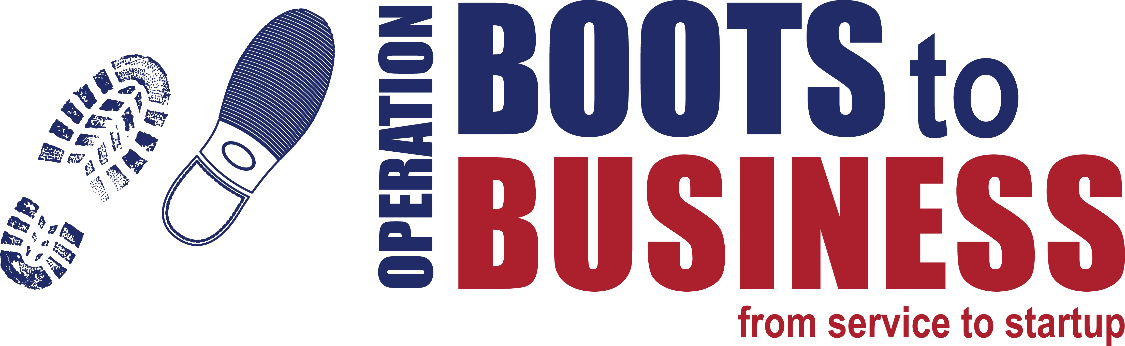 OPERATION
BOOTS to
BUSINESS
from service to startup